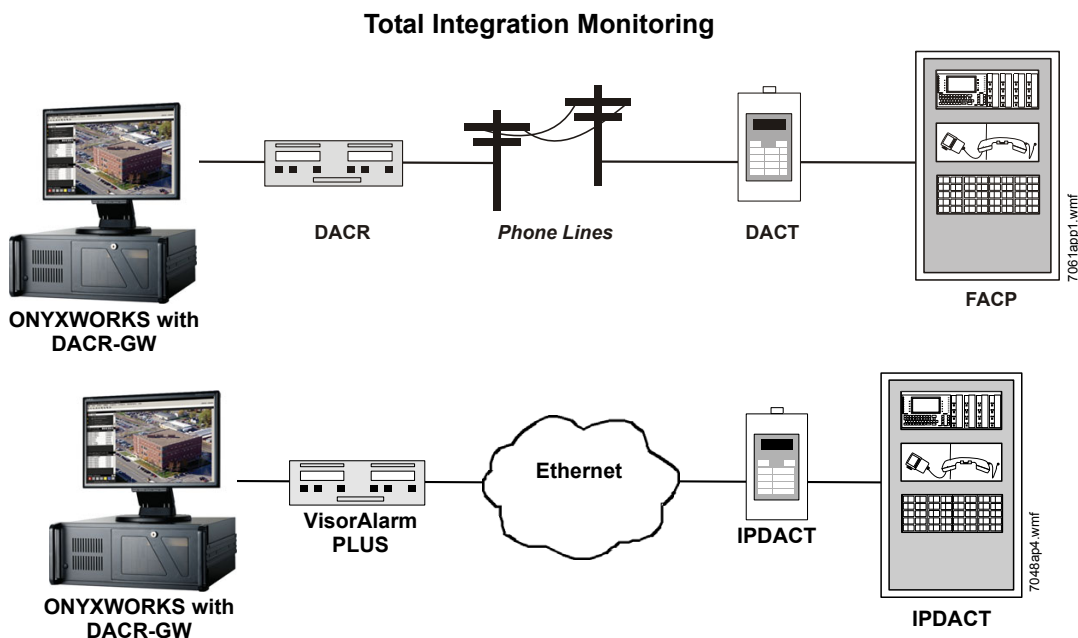 Total Integration Monitoring
DACR
Phone Lines
DACT
FACP
7061app1.wmf
ONYXWORKS with
DACR-GW
VisorAlarm
PLUS
Ethernet
IPDACT
IPDACT
7048ap4.wmf
ONYXWORKS with
DACR-GW